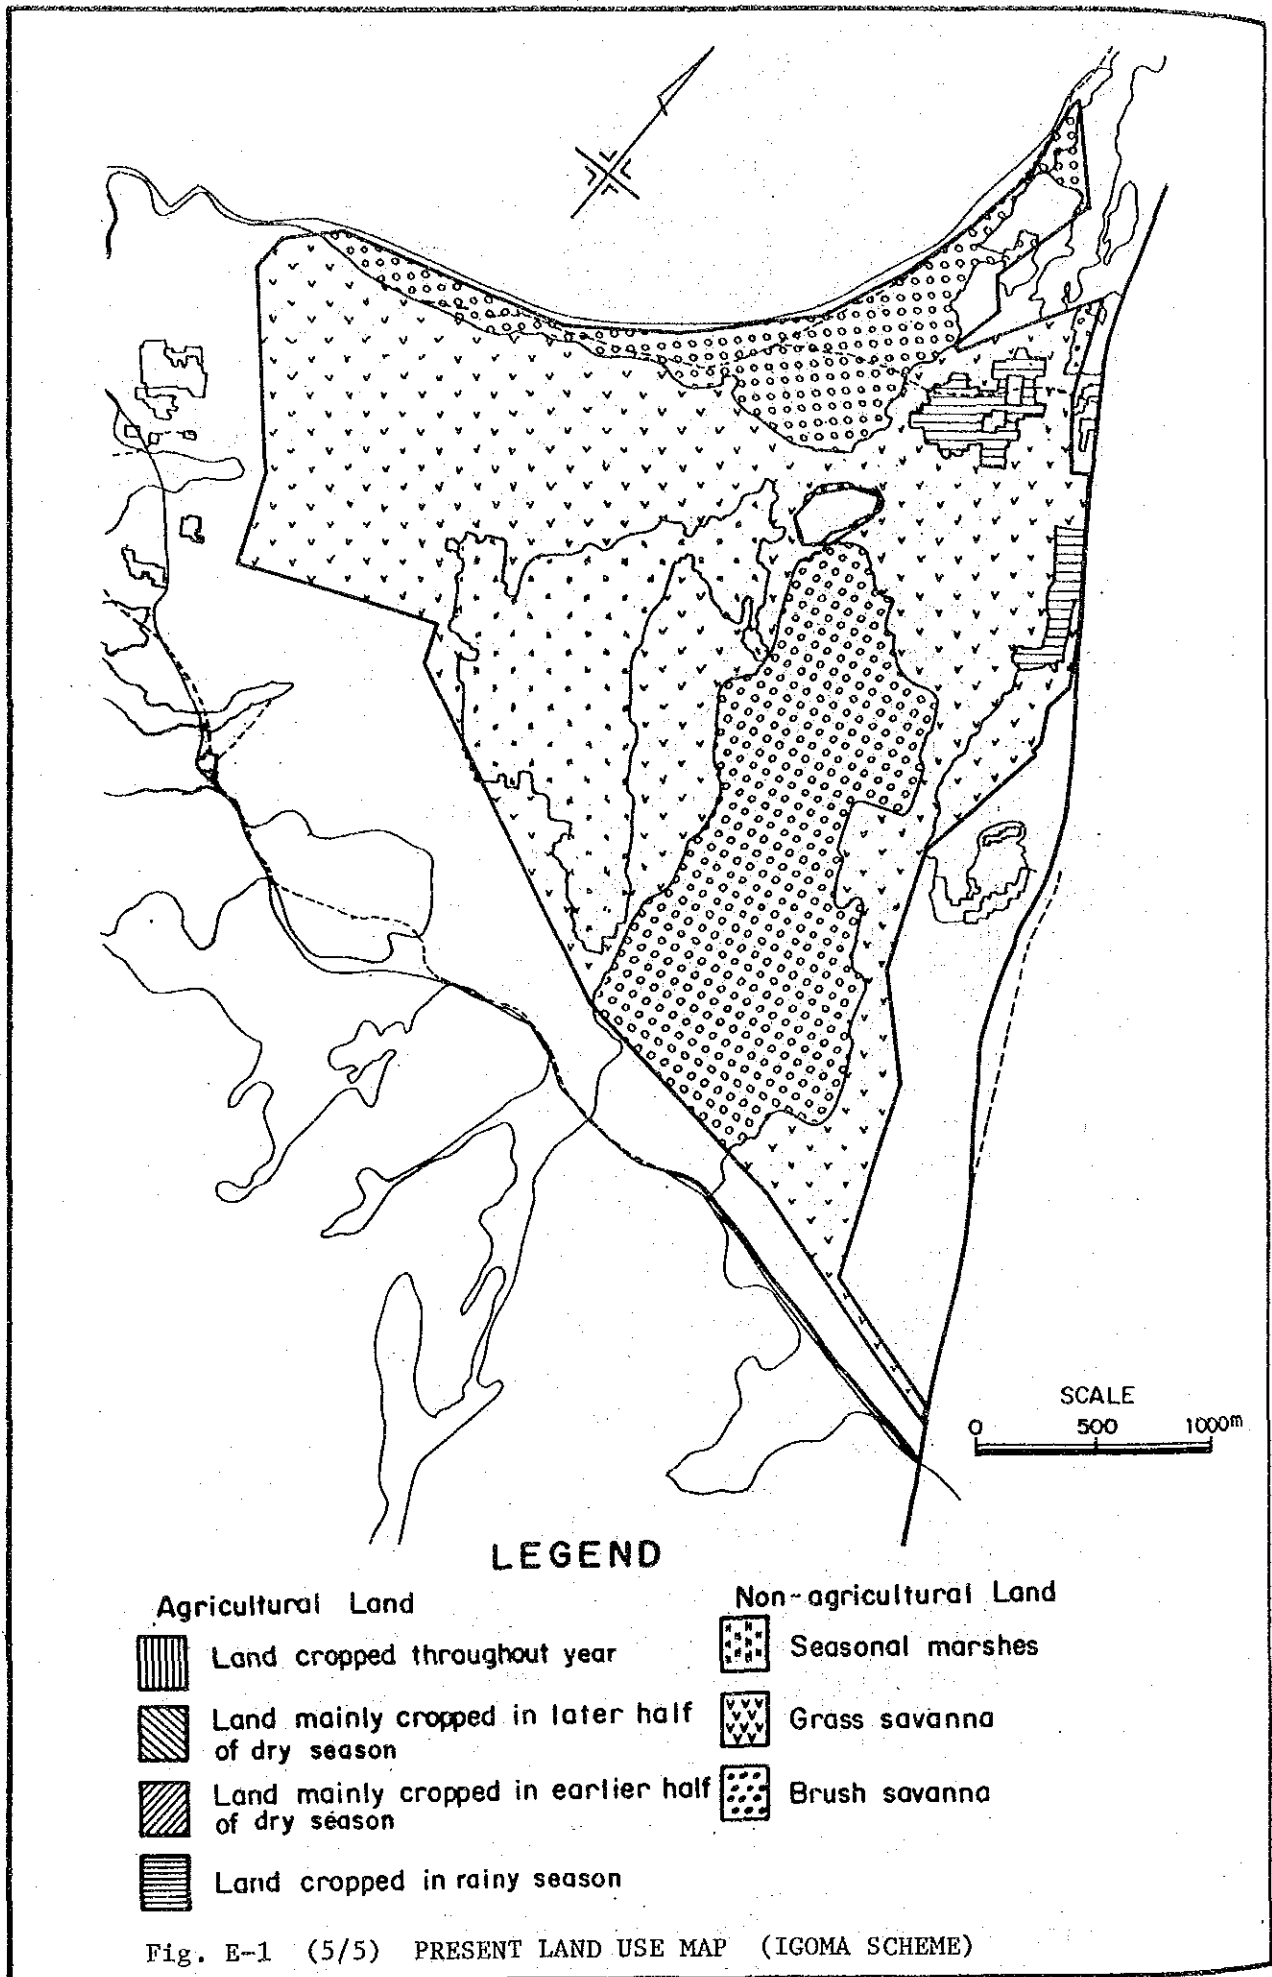 SCALE
0 500 1000m
LEGEND
Agricultural Land
Land cropped throughout year
Land mainly cropped in later half
of dry season
Land mainly cropped in earlier half
of dry season
Land cropped in rainy season
Non-agricultural Land
Seasonal marshes
Grass savanna
Brush savanna
Fig. E-1 (5/5) PRESENT LAND USE MAP (IGOMA SCHEME)